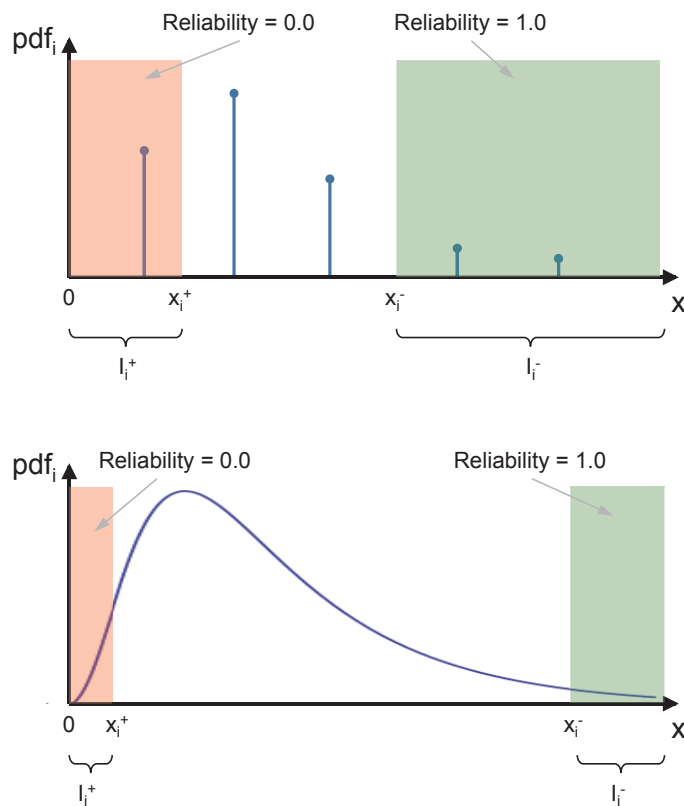 Reliability = 0.0 Reliability = 1.0
pdfᵢ
0 xᵢ⁺ xᵢ⁻ x
Iᵢ⁺ Iᵢ⁻
Reliability = 0.0 Reliability = 1.0
pdfᵢ
0 xᵢ⁺ xᵢ⁻ x
Iᵢ⁺ Iᵢ⁻